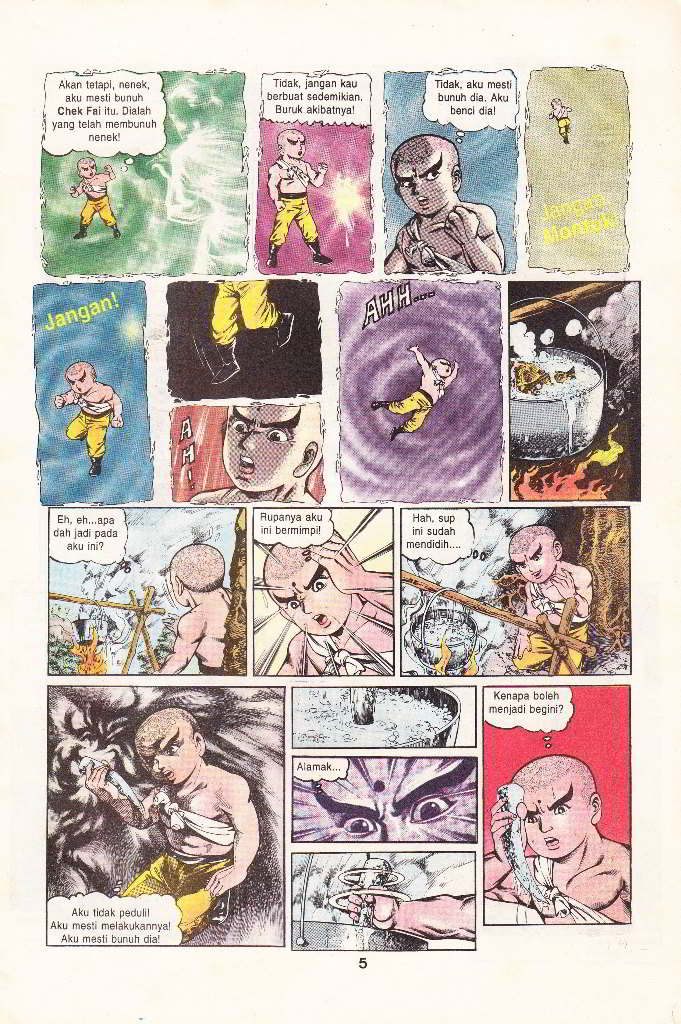 Akan tetapi, nenek,
aku mesti bunuh
Chek Fai itu. Dialah
yang telah membunuh
nenek!
Tidak, jangan kau
berbuat sedemikian.
Buruk akibatnya!
Tidak, aku mesti
bunuh dia. Aku
benci dia!
Jangan
Montok!
Jangan!
AH!
AHH...
Eh, eh...apa
dah jadi pada
aku ini?
Rupanya aku
ini bermimpi!
Hah, sup
ini sudah
mendidih....
Aku tidak peduli!
Aku mesti melakukannya!
Aku mesti bunuh dia!
Alamak...
Kenapa boleh
menjadi begini?
5